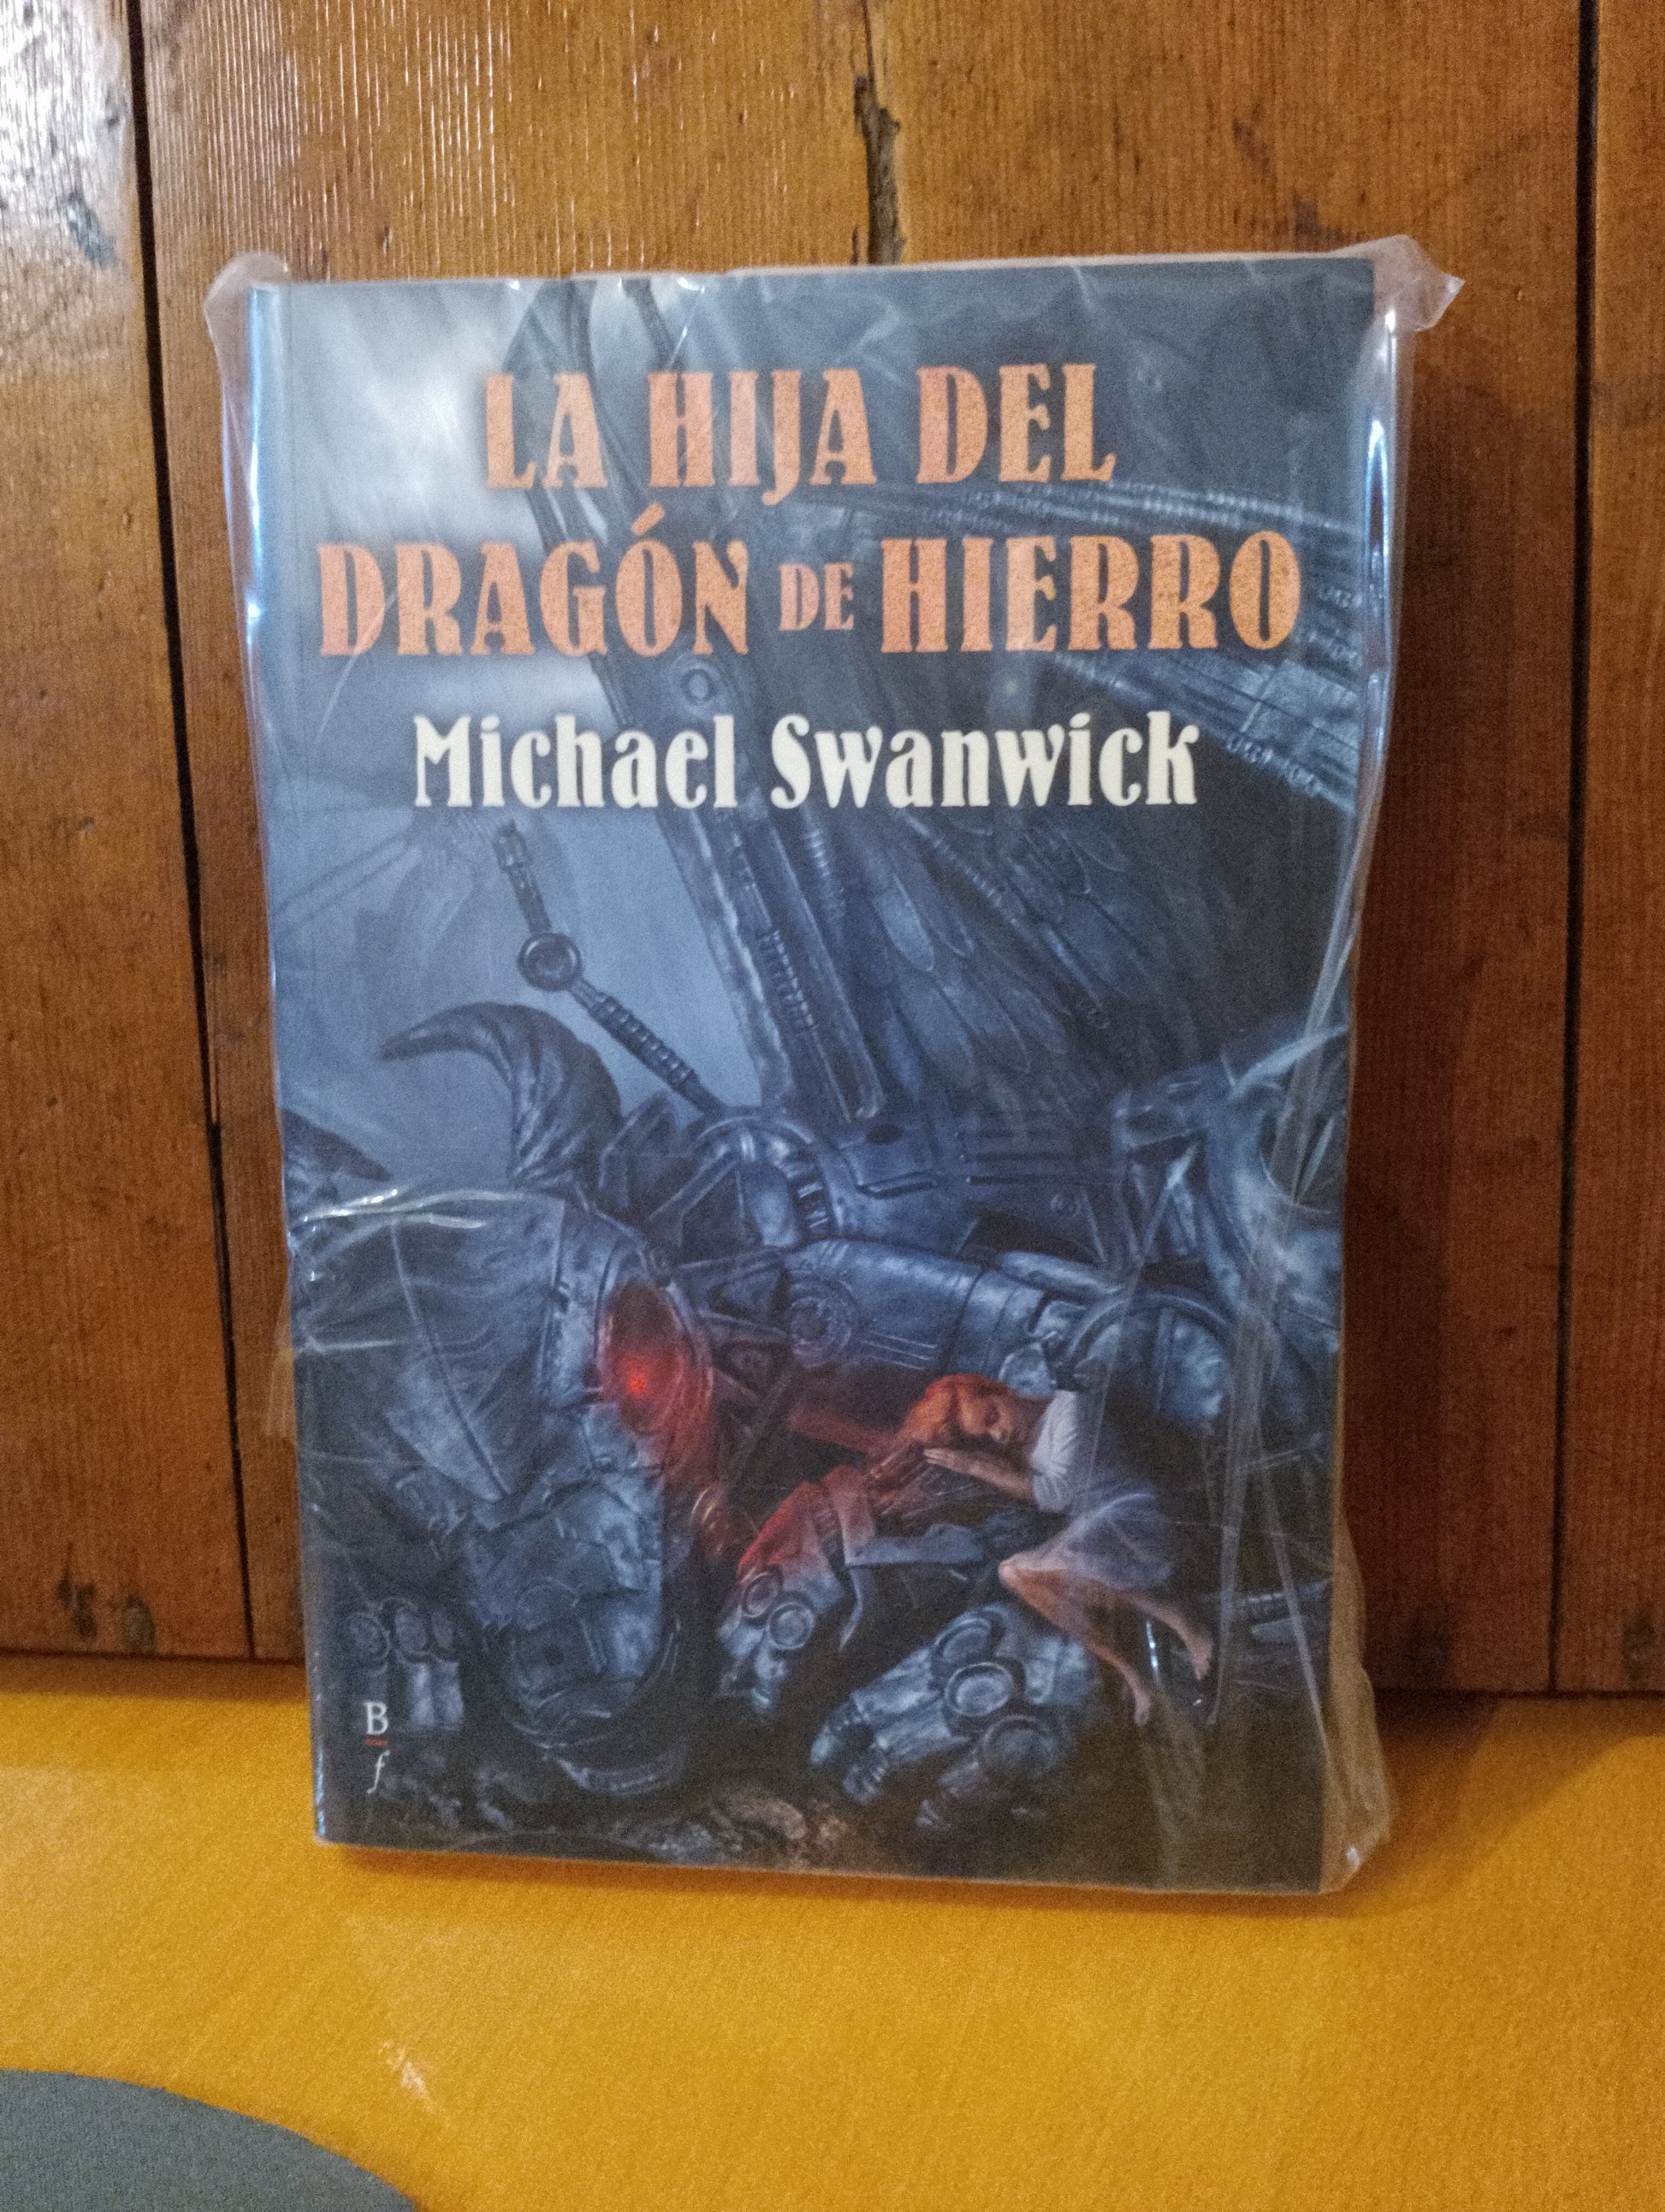 LA HIJA DEL
DRAGÓN DE HIERRO
Michael Swanwick
B
f